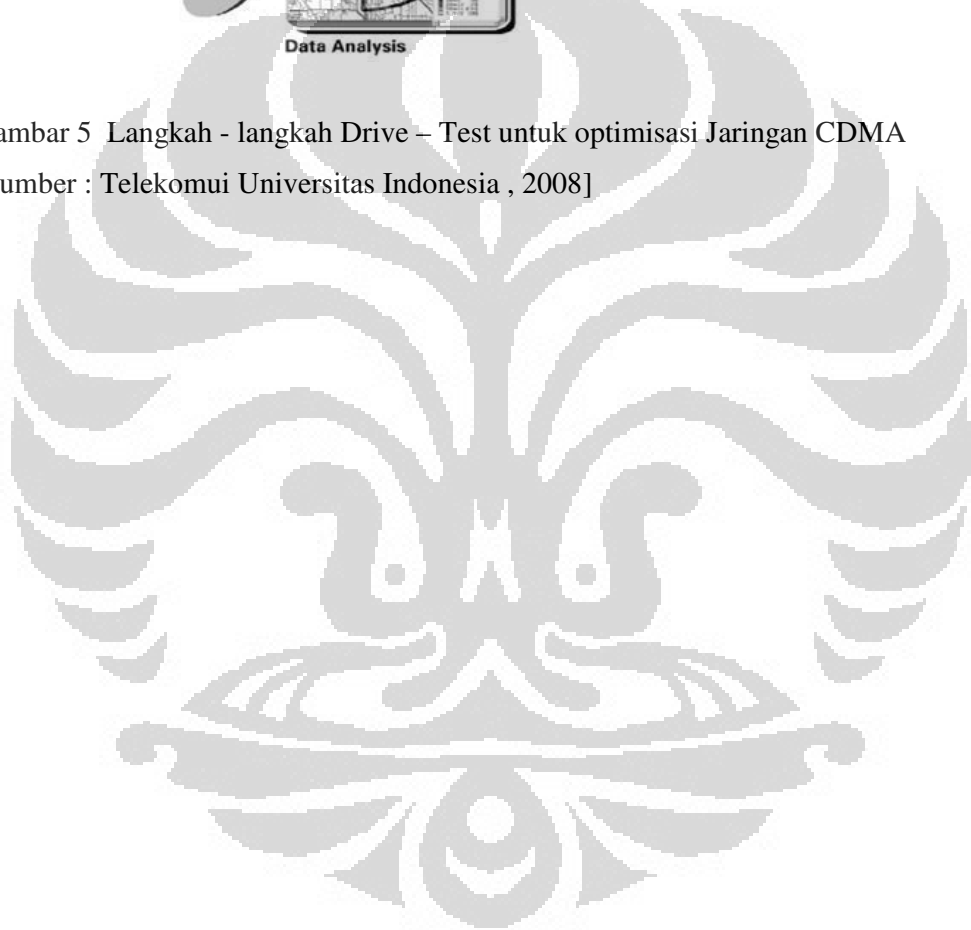 Data Analysis
ambar 5 Langkah - langkah Drive – Test untuk optimisasi Jaringan CDMA
umber : Telekomui Universitas Indonesia , 2008]